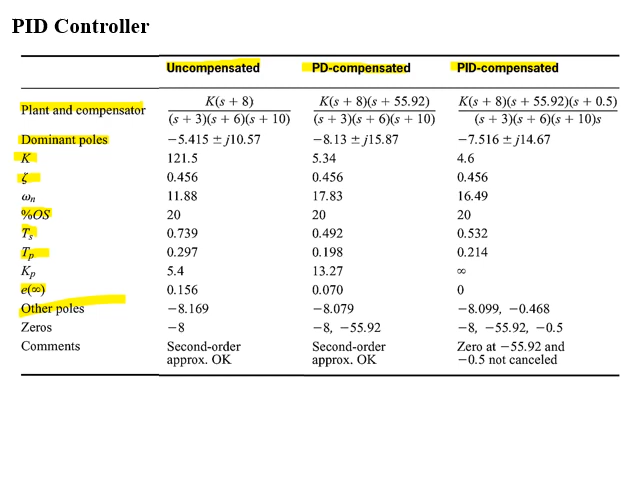 PID Controller
Uncompensated PD-compensated PID-compensated
Plant and compensator K(s + 8) / (s + 3)(s + 6)(s + 10) K(s + 8)(s + 55.92) / (s + 3)(s + 6)(s + 10) K(s + 8)(s + 55.92)(s + 0.5) / (s + 3)(s + 6)(s + 10)s
Dominant poles −5.415 ± j10.57 −8.13 ± j15.87 −7.516 ± j14.67
K 121.5 5.34 4.6
ζ 0.456 0.456 0.456
ωn 11.88 17.83 16.49
%OS 20 20 20
Ts 0.739 0.492 0.532
Tp 0.297 0.198 0.214
Kp 5.4 13.27 ∞
e(∞) 0.156 0.070 0
Other poles −8.169 −8.079 −8.099, −0.468
Zeros −8 −8, −55.92 −8, −55.92, −0.5
Comments Second-order Second-order Zero at −55.92 and
approx. OK approx. OK −0.5 not canceled